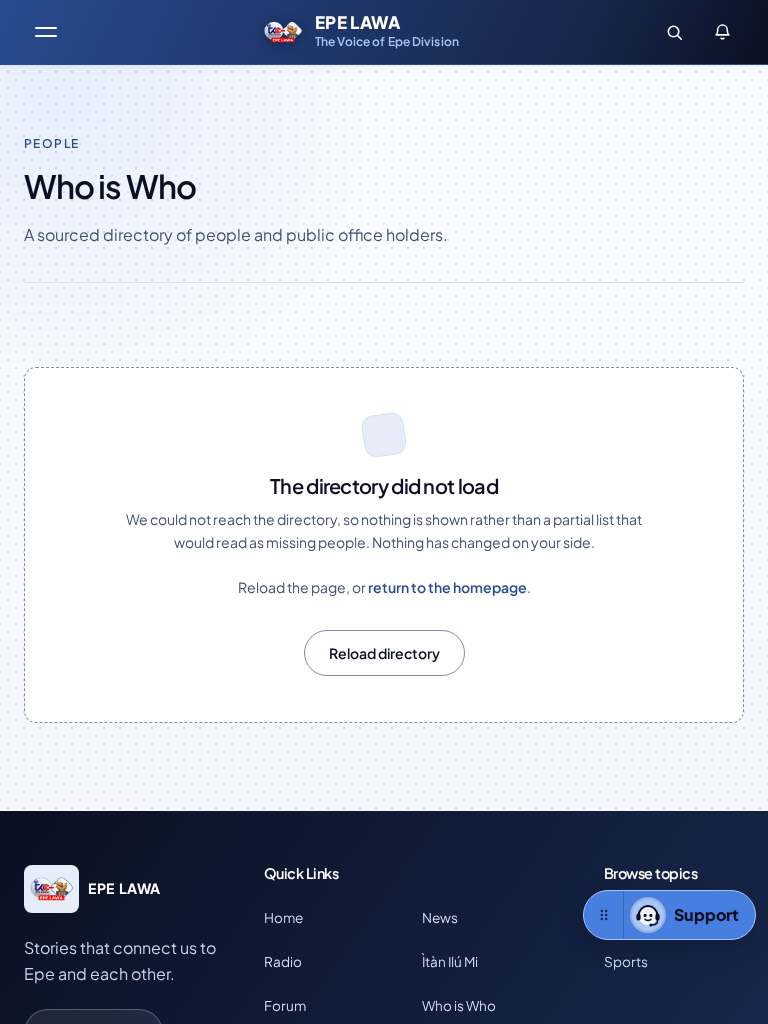 EPE LAWA
The Voice of Epe Division
PEOPLE
Who is Who
A sourced directory of people and public office holders.
The directory did not load
We could not reach the directory, so nothing is shown rather than a partial list that
would read as missing people. Nothing has changed on your side.
Reload the page, or return to the homepage.
Reload directory
EPE LAWA
Stories that connect us to
Epe and each other.
Quick Links
Home
News
Radio
Ìtàn Ilú Mi
Forum
Who is Who
Browse topics
Support
Sports